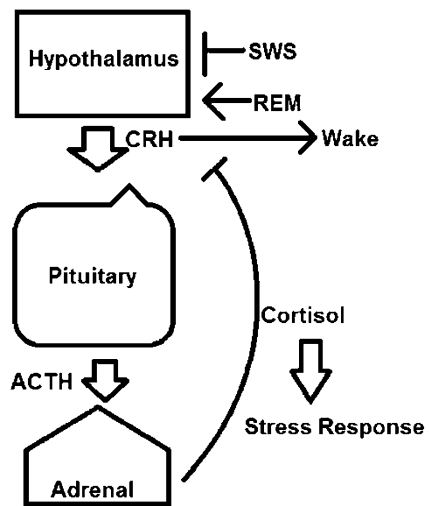 Hypothalamus
SWS
REM
CRH
Wake
Pituitary
Cortisol
ACTH
Stress Response
Adrenal